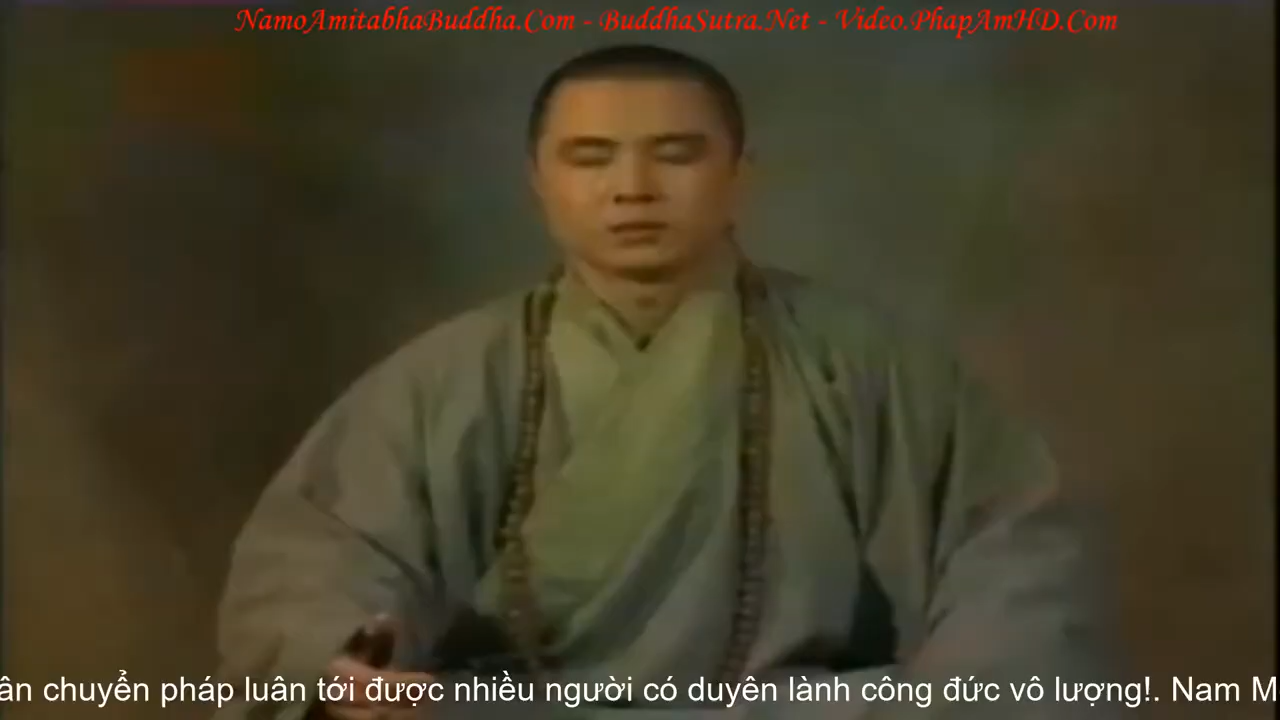 NamoAmitabhaBuddha.Com - BuddhaSutra.Net - Video.PhapAmHD.Com
ân chuyển pháp luân tới được nhiều người có duyên lành công đức vô lượng!. Nam M